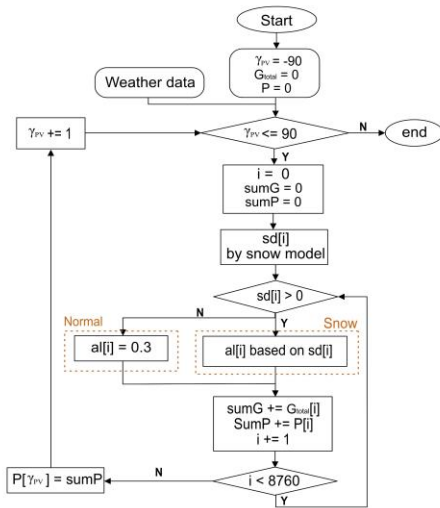 Start
γPV = -90
Gtotal = 0
P = 0
Weather data
γPV += 1
γPV <= 90
N
end
Y
i = 0
sumG = 0
sumP = 0
sd[i]
by snow model
sd[i] > 0
N
Y
Normal
Snow
al[i] = 0.3
al[i] based on sd[i]
sumG += Gtotal[i]
SumP += P[i]
i += 1
P[γPV] = sumP
N
i < 8760
Y